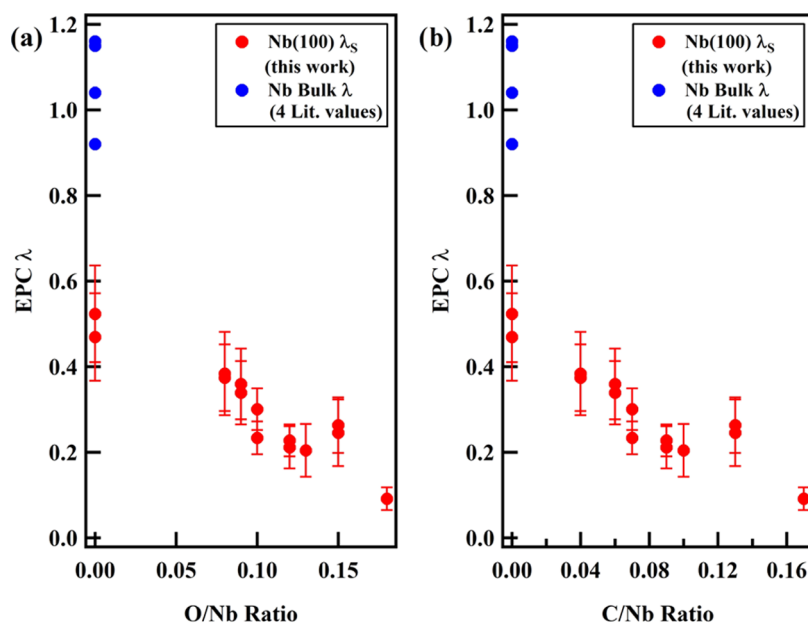 (a)
1.2
1.0
0.8
0.6
0.4
0.2
0.0
EPC λ
Nb(100) λS
(this work)
Nb Bulk λ
(4 Lit. values)
0.00
0.05
0.10
0.15
O/Nb Ratio
(b)
1.2
1.0
0.8
0.6
0.4
0.2
0.0
EPC λ
Nb(100) λS
(this work)
Nb Bulk λ
(4 Lit. values)
0.00
0.04
0.08
0.12
0.16
C/Nb Ratio